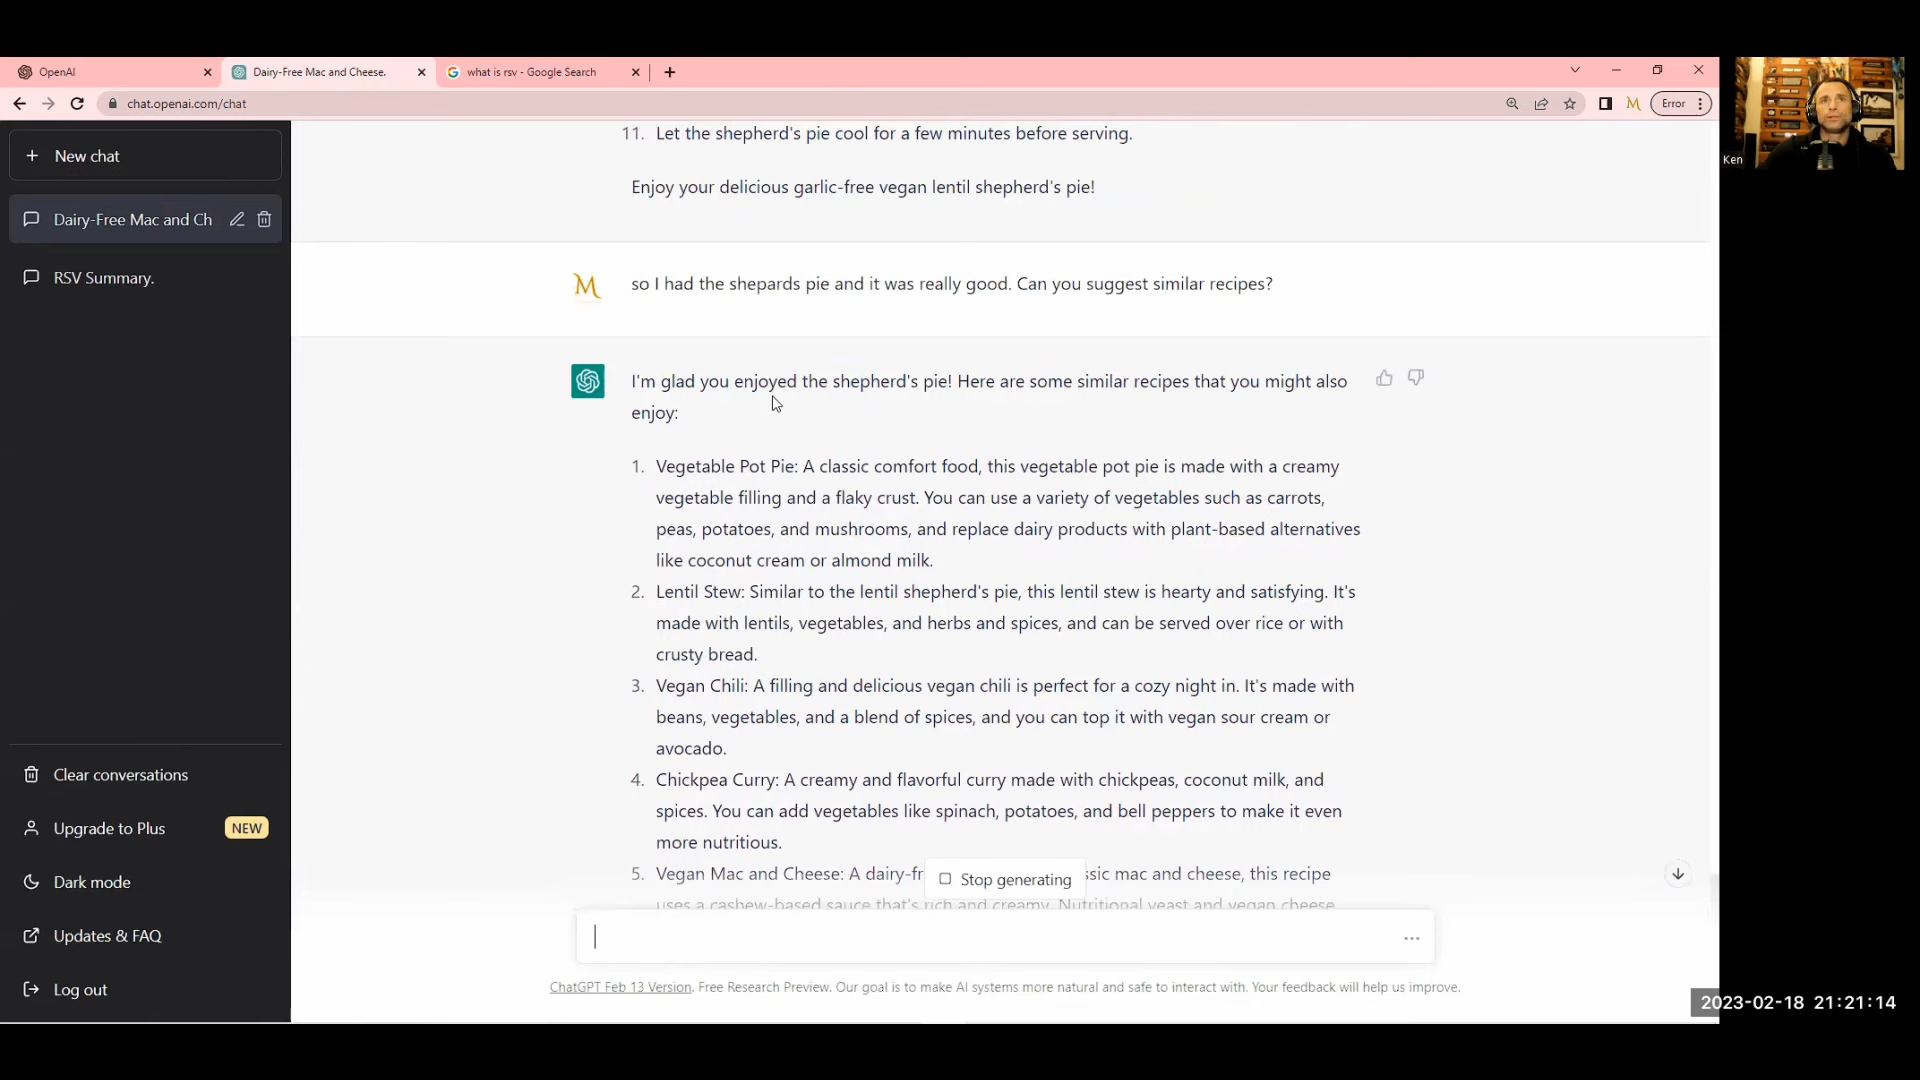 OpenAI
Dairy-Free Mac and Cheese.
what is rsv - Google Search
chat.openai.com/chat
Error
Ken
New chat
Dairy-Free Mac and Ch
RSV Summary.
11. Let the shepherd's pie cool for a few minutes before serving.
Enjoy your delicious garlic-free vegan lentil shepherd's pie!
M
so I had the shepards pie and it was really good. Can you suggest similar recipes?
I'm glad you enjoyed the shepherd's pie! Here are some similar recipes that you might also
enjoy:
1. Vegetable Pot Pie: A classic comfort food, this vegetable pot pie is made with a creamy
vegetable filling and a flaky crust. You can use a variety of vegetables such as carrots,
peas, potatoes, and mushrooms, and replace dairy products with plant-based alternatives
like coconut cream or almond milk.
2. Lentil Stew: Similar to the lentil shepherd's pie, this lentil stew is hearty and satisfying. It's
made with lentils, vegetables, and herbs and spices, and can be served over rice or with
crusty bread.
3. Vegan Chili: A filling and delicious vegan chili is perfect for a cozy night in. It's made with
beans, vegetables, and a blend of spices, and you can top it with vegan sour cream or
avocado.
4. Chickpea Curry: A creamy and flavorful curry made with chickpeas, coconut milk, and
spices. You can add vegetables like spinach, potatoes, and bell peppers to make it even
more nutritious.
5. Vegan Mac and Cheese: A dairy-fr ssic mac and cheese, this recipe
uses a cashew-based sauce that's rich and creamy. Nutritional yeast and vegan cheese
Stop generating
Clear conversations
Upgrade to Plus NEW
Dark mode
Updates & FAQ
Log out
ChatGPT Feb 13 Version. Free Research Preview. Our goal is to make AI systems more natural and safe to interact with. Your feedback will help us improve.
2023-02-18 21:21:14